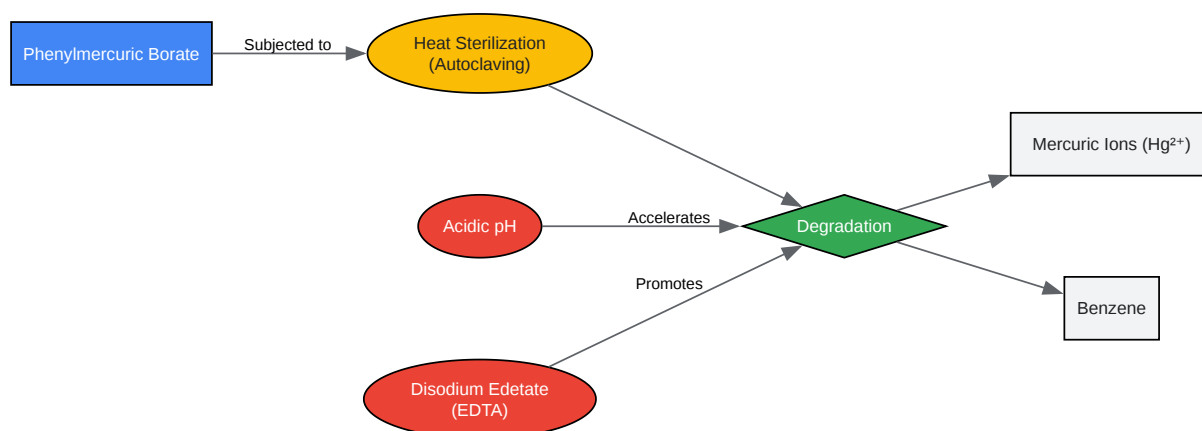 Phenylmercuric Borate
Subjected to
Heat Sterilization
(Autoclaving)
Mercuric Ions (Hg²⁺)
Acidic pH
Accelerates
Degradation
Promotes
Benzene
Disodium Edetate
(EDTA)